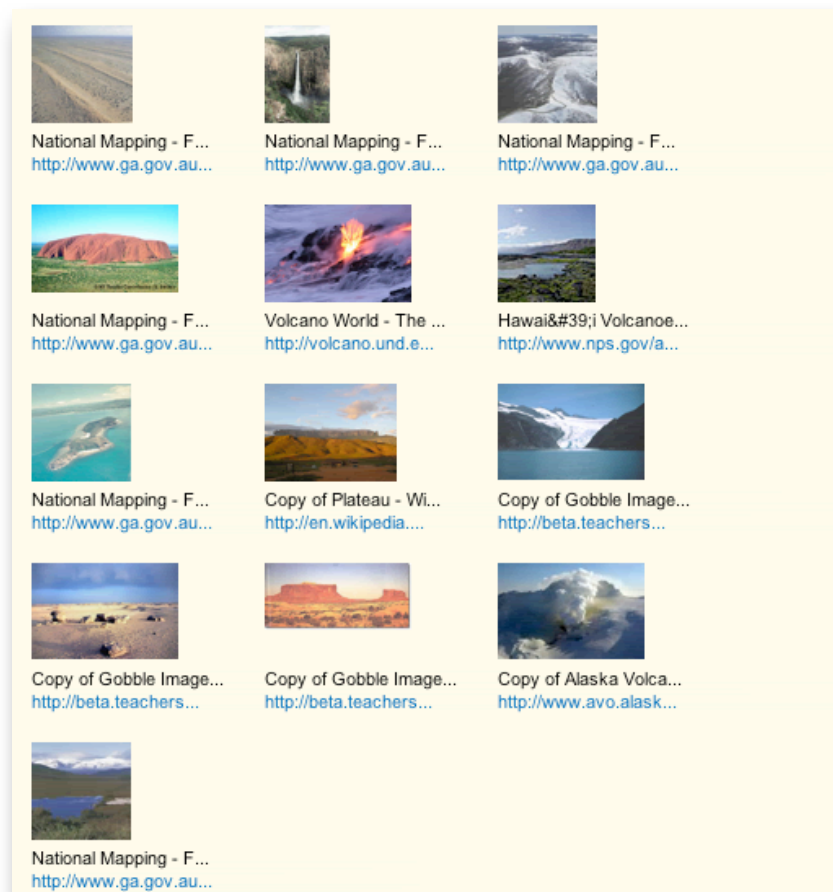 National Mapping - F...
http://www.ga.gov.au...
National Mapping - F...
http://www.ga.gov.au...
National Mapping - F...
http://www.ga.gov.au...
National Mapping - F...
http://www.ga.gov.au...
Volcano World - The ...
http://volcano.und.e...
Hawai&#39;i Volcanoe...
http://www.nps.gov/a...
National Mapping - F...
http://www.ga.gov.au...
Copy of Plateau - Wi...
http://en.wikipedia....
Copy of Gobble Image...
http://beta.teachers...
Copy of Gobble Image...
http://beta.teachers...
Copy of Gobble Image...
http://beta.teachers...
Copy of Alaska Volca...
http://www.avo.alask...
National Mapping - F...
http://www.ga.gov.au...